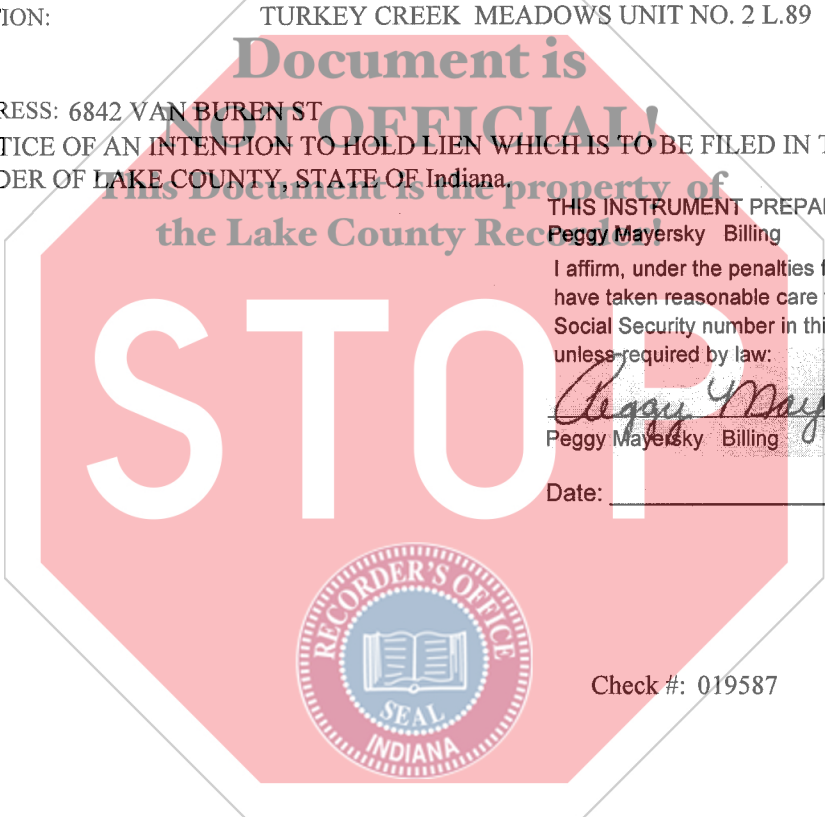 TION: TURKEY CREEK MEADOWS UNIT NO. 2 L.89
Document is
RESS: 6842 VAN BUREN ST
NOT OFFICIAL!
TICE OF AN INTENTION TO HOLD LIEN WHICH IS TO BE FILED IN T
DER OF LAKE COUNTY, STATE OF Indiana.
This Document is the property of
the Lake County Recorder!
THIS INSTRUMENT PREPA
Peggy Mayersky Billing
I affirm, under the penalties f
have taken reasonable care
Social Security number in thi
unless required by law:
Peggy May
Peggy Mayersky Billing
Date:
STOP
RECORDER'S OFFICE
SEAL
INDIANA
Check #: 019587